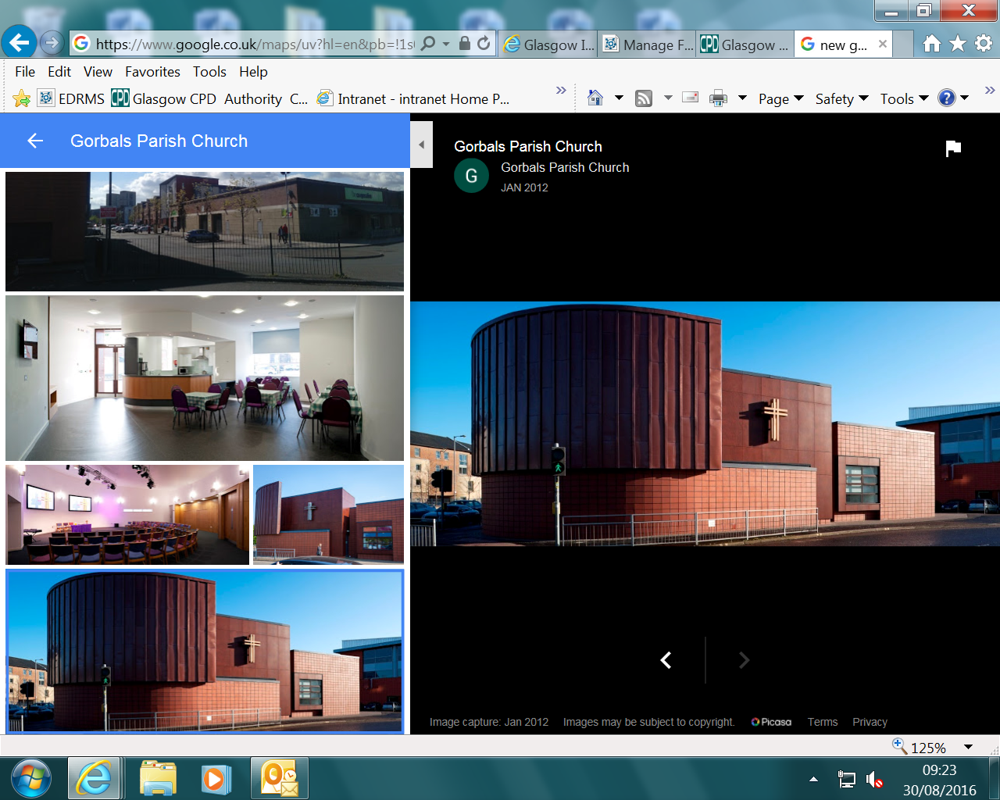 https://www.google.co.uk/maps/uv?hl=en&pb=!1s
Glasgow I...
Manage F...
CPD
Glasgow ...
new g...
File Edit View Favorites Tools Help
EDRMS CPD Glasgow CPD Authority C... Intranet - intranet Home P...
Page Safety Tools
Gorbals Parish Church
Gorbals Parish Church
G
Gorbals Parish Church
JAN 2012
Image capture: Jan 2012 Images may be subject to copyright. Picasa Terms Privacy
125%
09:23
30/08/2016